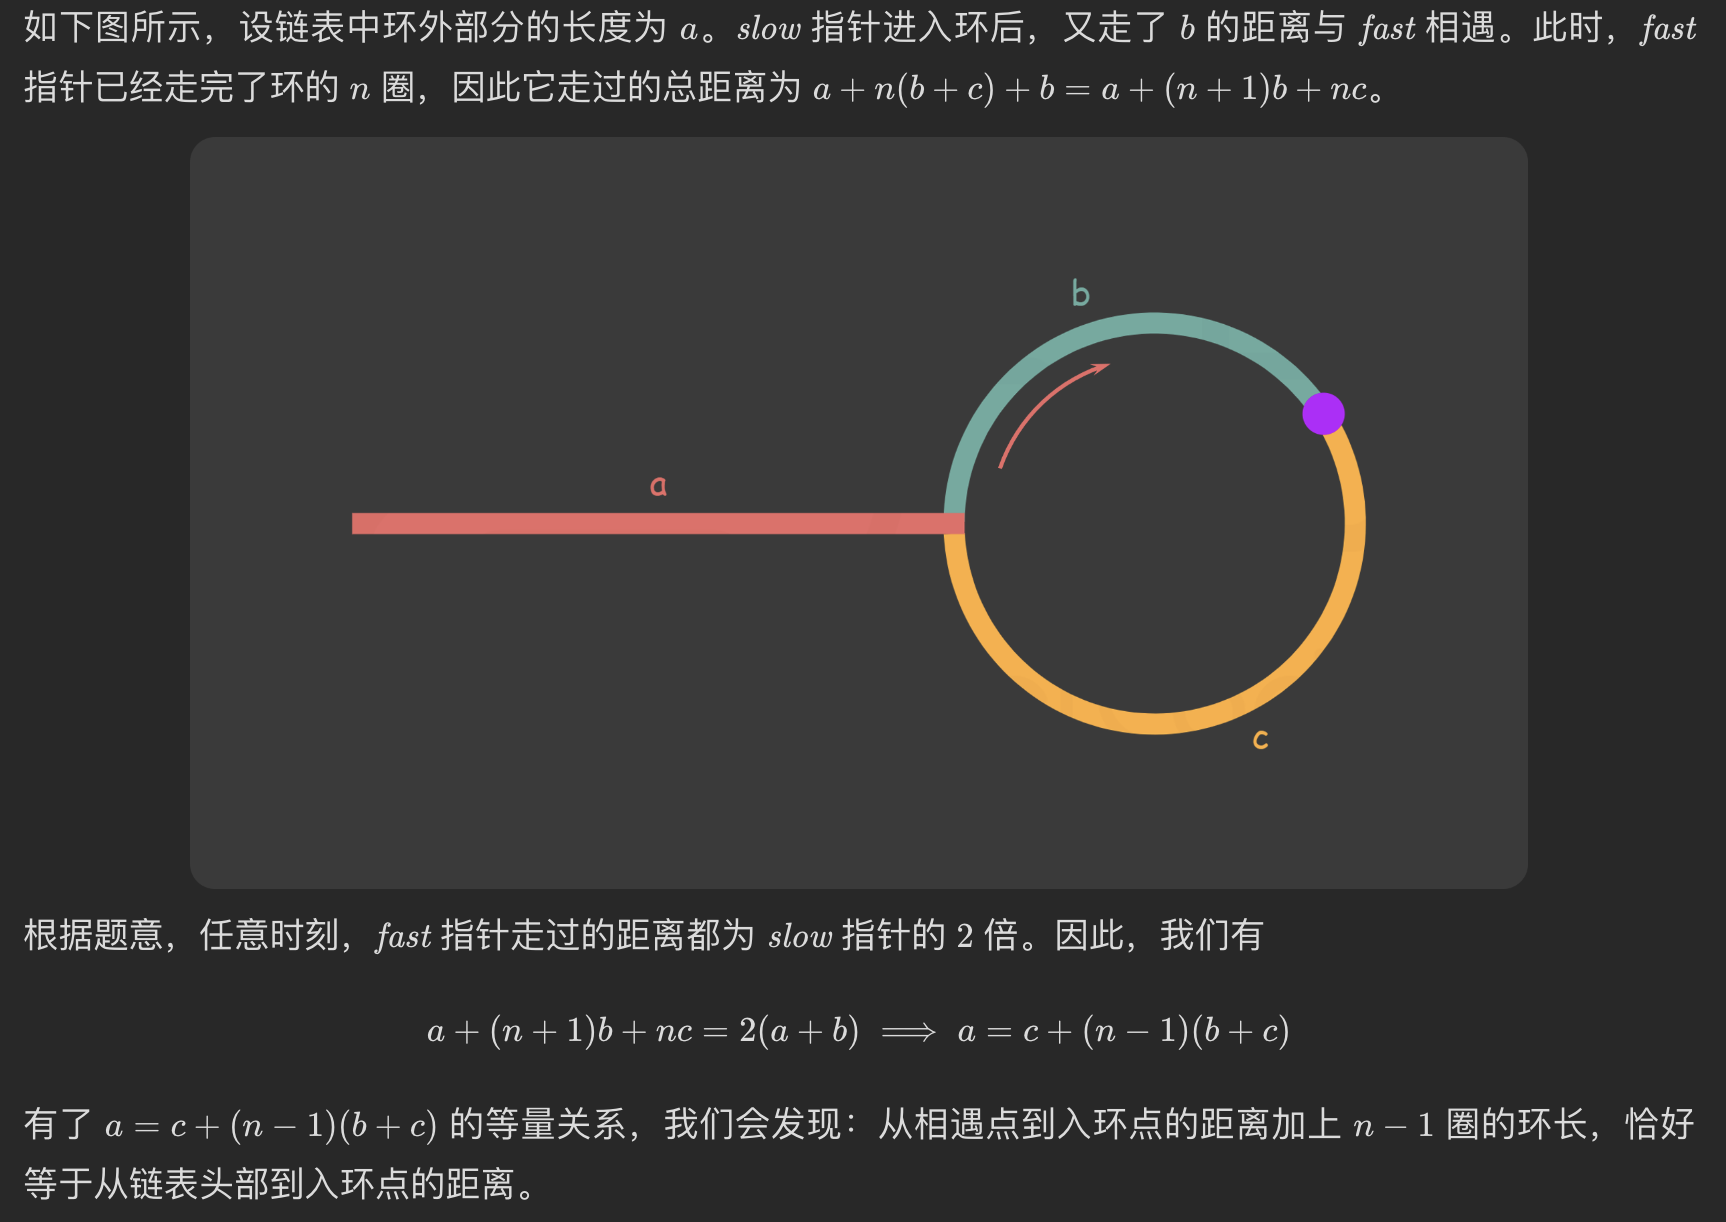 如下图所示，设链表中环外部分的长度为 a。slow 指针进入环后，又走了 b 的距离与 fast 相遇。此时，fast
指针已经走完了环的 n 圈，因此它走过的总距离为 a + n(b + c) + b = a + (n + 1)b + nc。
b
a
c
根据题意，任意时刻，fast 指针走过的距离都为 slow 指针的 2 倍。因此，我们有
a + (n + 1)b + nc = 2(a + b) ⟹ a = c + (n − 1)(b + c)
有了 a = c + (n − 1)(b + c) 的等量关系，我们会发现：从相遇点到入环点的距离加上 n − 1 圈的环长，恰好
等于从链表头部到入环点的距离。